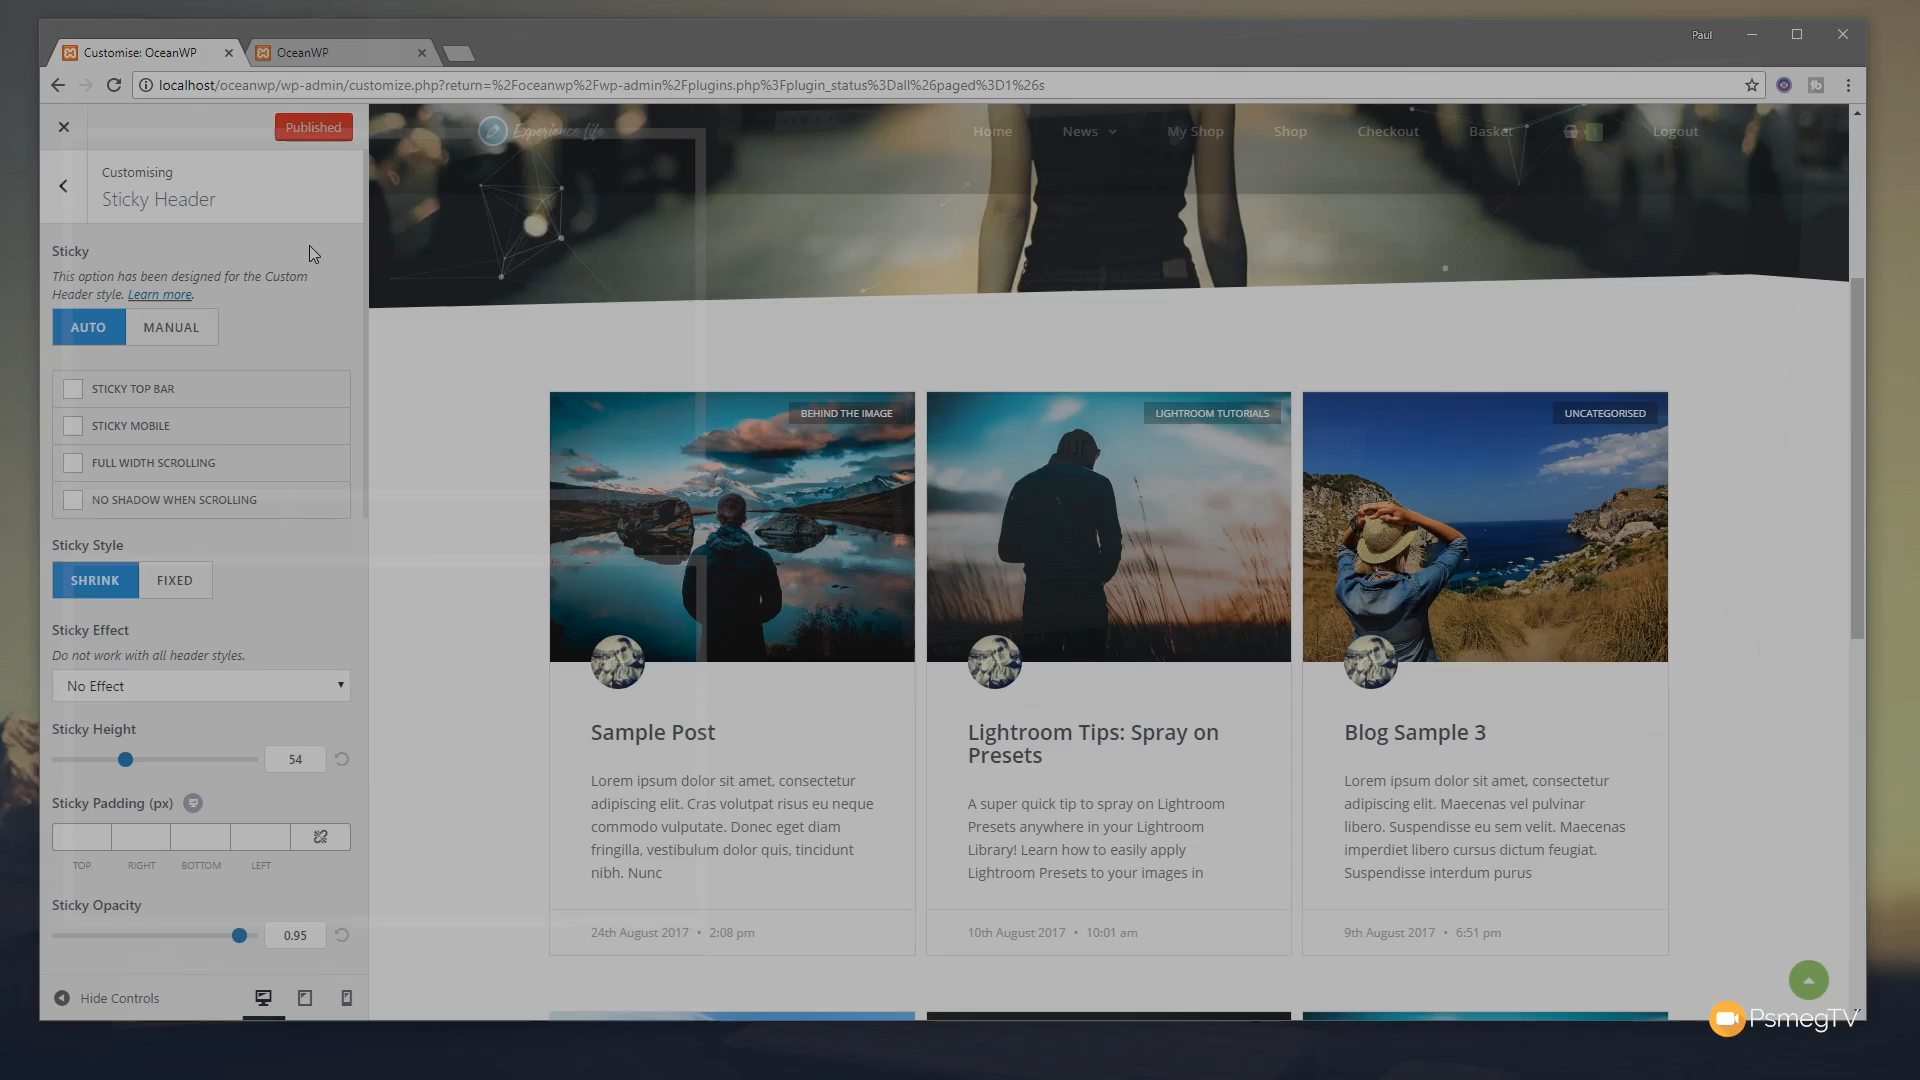 Paul
Customise: OceanWP
OceanWP
localhost/oceanwp/wp-admin/customize.php?return=%2Foceanwp%2Fwp-admin%2Fplugins.php%3Fplugin_status%3Dall%26paged%3D1%26s
Published
Customising
Sticky Header
Sticky
This option has been designed for the Custom
Header style. Learn more.
AUTO
MANUAL
STICKY TOP BAR
STICKY MOBILE
FULL WIDTH SCROLLING
NO SHADOW WHEN SCROLLING
Sticky Style
SHRINK
FIXED
Sticky Effect
Do not work with all header styles.
No Effect
Sticky Height
54
Sticky Padding (px)
TOP
RIGHT
BOTTOM
LEFT
Sticky Opacity
0.95
Hide Controls
Experience Life
Home
News
My Shop
Shop
Checkout
Basket
Logout
BEHIND THE IMAGE
Sample Post
Lorem ipsum dolor sit amet, consectetur
adipiscing elit. Cras volutpat risus eu neque
commodo vulputate. Donec eget diam
fringilla, vestibulum dolor quis, tincidunt
nibh. Nunc
24th August 2017 • 2:08 pm
LIGHTROOM TUTORIALS
Lightroom Tips: Spray on
Presets
A super quick tip to spray on Lightroom
Presets anywhere in your Lightroom
Library! Learn how to easily apply
Lightroom Presets to your images in
10th August 2017 • 10:01 am
UNCATEGORISED
Blog Sample 3
Lorem ipsum dolor sit amet, consectetur
adipiscing elit. Maecenas vel pulvinar
libero. Suspendisse eu sem velit. Maecenas
imperdiet libero cursus dictum feugiat.
Suspendisse interdum purus
9th August 2017 • 6:51 pm
PsmegTV